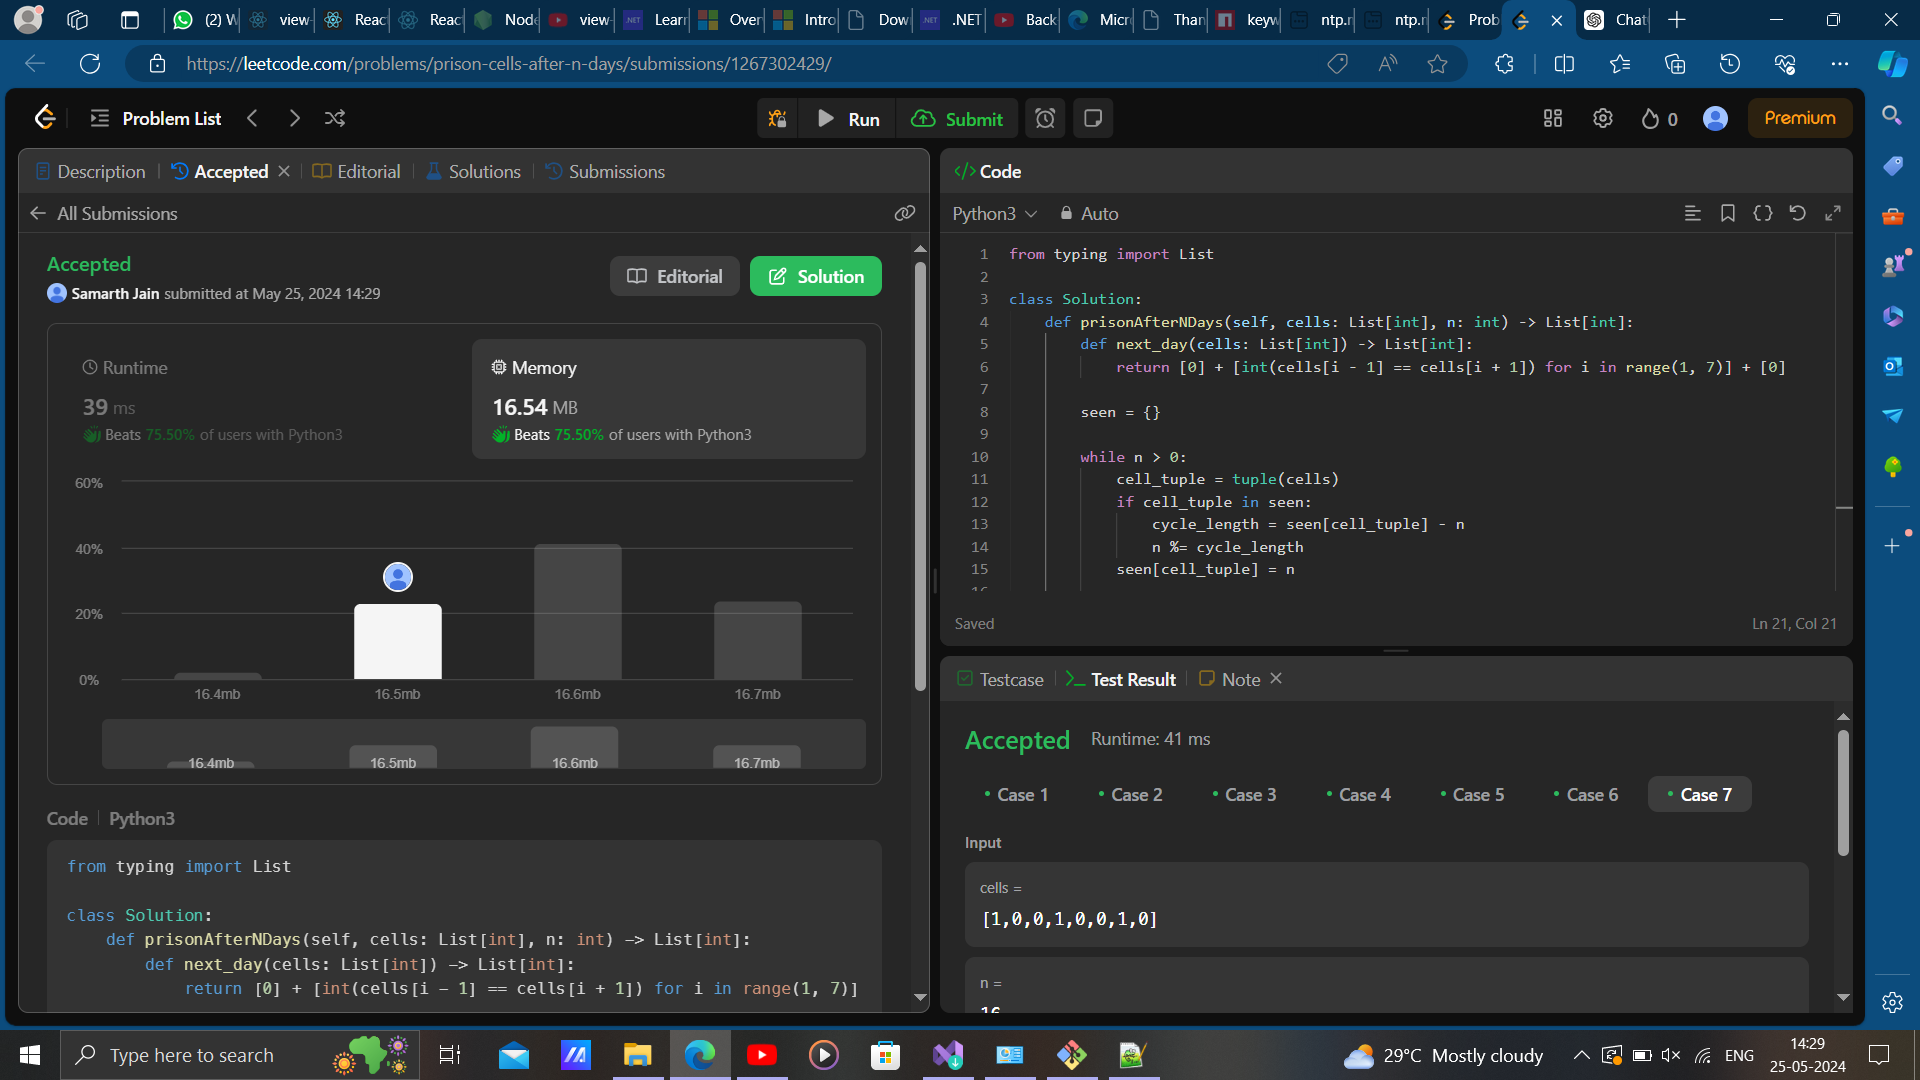 (2) W
view-
Reac
Reac
Node
view-
Lear
Over
Intro
Dow
.NET
Back
Micr
Than
keyw
ntp.r
ntp.r
Prob
Chat
https://leetcode.com/problems/prison-cells-after-n-days/submissions/1267302429/
Problem List
Run
Submit
0
Premium
Description
Accepted
Editorial
Solutions
Submissions
All Submissions
Accepted
Samarth Jain submitted at May 25, 2024 14:29
Editorial
Solution
Runtime
39 ms
Beats 75.50% of users with Python3
Memory
16.54 MB
Beats 75.50% of users with Python3
60%
40%
20%
0%
16.4mb
16.5mb
16.6mb
16.7mb
16.4mb
16.5mb
16.6mb
16.7mb
Code
Python3
from typing import List
class Solution:
def prisonAfterNDays(self, cells: List[int], n: int) -> List[int]:
def next_day(cells: List[int]) -> List[int]:
return [0] + [int(cells[i - 1] == cells[i + 1]) for i in range(1, 7)]
Code
Python3
Auto
1 from typing import List
2
3 class Solution:
4 def prisonAfterNDays(self, cells: List[int], n: int) -> List[int]:
5 def next_day(cells: List[int]) -> List[int]:
6 return [0] + [int(cells[i - 1] == cells[i + 1]) for i in range(1, 7)] + [0]
7
8 seen = {}
9
10 while n > 0:
11 cell_tuple = tuple(cells)
12 if cell_tuple in seen:
13 cycle_length = seen[cell_tuple] - n
14 n %= cycle_length
15 seen[cell_tuple] = n
16
Saved
Ln 21, Col 21
Testcase
Test Result
Note
Accepted
Runtime: 41 ms
Case 1
Case 2
Case 3
Case 4
Case 5
Case 6
Case 7
Input
cells =
[1,0,0,1,0,0,1,0]
n =
16
Type here to search
29°C Mostly cloudy
ENG
14:29
25-05-2024